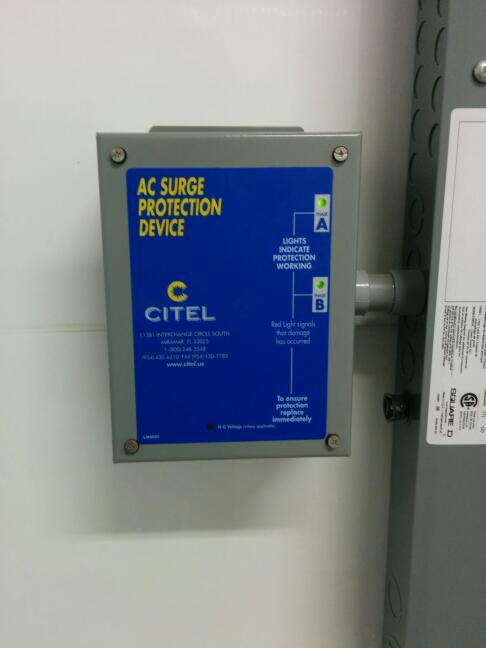 AC SURGE
PROTECTION
DEVICE
PHASE
A
LIGHTS
INDICATE
PROTECTION
WORKING
PHASE
B
CITEL
11381 INTERCHANGE CIRCLE SOUTH
MIRAMAR, FL 33025
1-(800) 248-3548
(954) 430-6310 FAX (954) 430-7785
www.citel.us
Red Light signals
that damage
has occurred
To ensure
protection
replace
immediately
N-G Voltage (where applicable)
SQUARE D